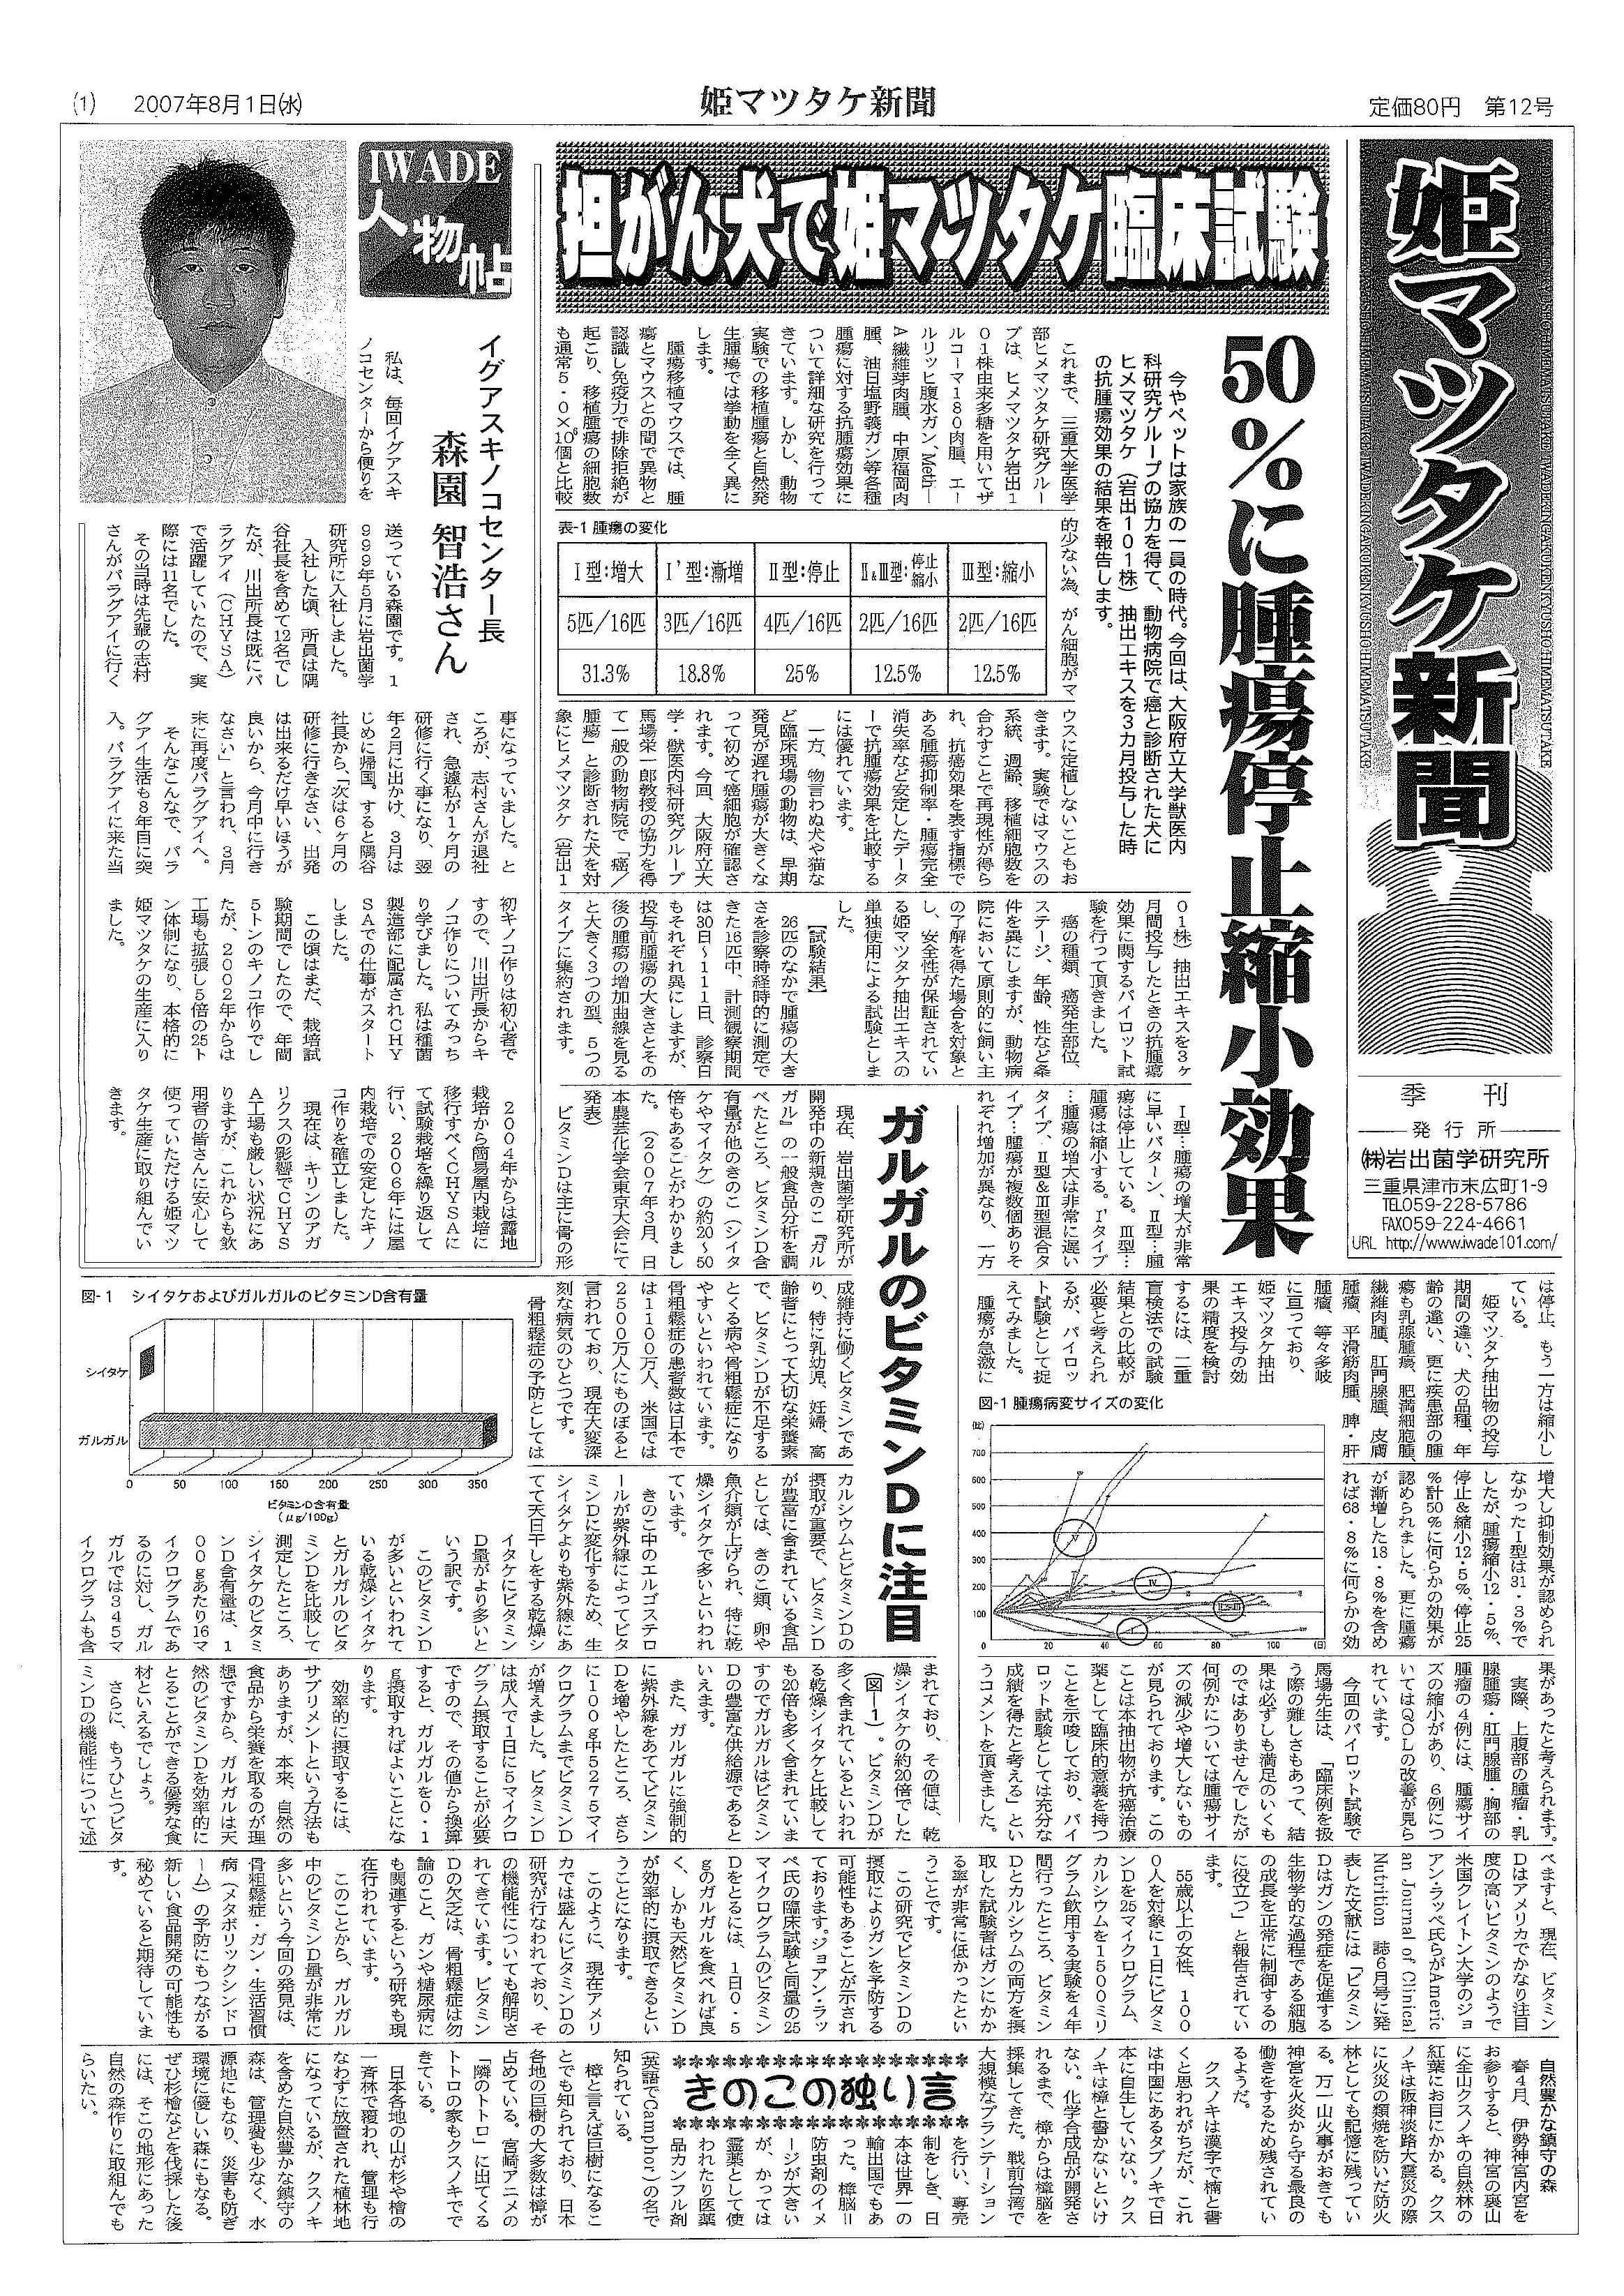 (1) 2007年8月1日(水)
姫マツタケ新聞
定価80円 第12号
姫マツタケ新聞
季刊
発行所
㈱岩出菌学研究所
三重県津市末広町1-9
TEL059-228-5786
FAX059-224-4661
URL http://www.iwade101.com/
担がん犬で姫マツタケ臨床試験
50%に腫瘍停止縮小効果
今やペットは家族の一員の時代。今回は、大阪府立大学獣医内
科研究グループの協力を得て、動物病院で癌と診断された犬に
ヒメマツタケ（岩出101株）抽出エキスを3カ月投与した時
の抗腫瘍効果の結果を報告します。
これまで、三重大学医学
部ヒメマツタケ研究グルー
プは、ヒメマツタケ岩出1
01株由来多糖を用いてザ
ルコーマ180肉腫、エー
ルリッヒ腹水ガン、Meth―
A繊維芽肉腫、中原福岡肉
腫、油日塩野義ガン等各種
腫瘍に対する抗腫瘍効果に
ついて詳細な研究を行って
きています。しかし、動物
実験での移植腫瘍と自然発
生腫瘍では挙動を全く異に
します。
腫瘍移植マウスでは、腫
瘍とマウスとの間で異物と
認識し免疫力で排除拒絶が
起こり、移植腫瘍の細胞数
も通常5.0×10⁶個と比較
的少ない為、がん細胞がマ
表-1 腫瘍の変化
Ⅰ型:増大 Ⅰ'型:漸増 Ⅱ型:停止 Ⅱ&Ⅲ型:停止縮小 Ⅲ型:縮小
5匹/16匹 3匹/16匹 4匹/16匹 2匹/16匹 2匹/16匹
31.3% 18.8% 25% 12.5% 12.5%
ウスに定植しないこともお
きます。実験ではマウスの
系統、週齢、移植細胞数を
合わすことで再現性が得ら
れ、抗癌効果を表す指標で
ある腫瘍抑制率・腫瘍完全
消失率など安定したデータ
ーで抗腫瘍効果を比較する
には優れています。
一方、物言わぬ犬や猫な
ど臨床現場の動物は、早期
発見が遅れ腫瘍が大きくな
って初めて癌細胞が確認さ
れます。今回、大阪府立大
学・獣医内科研究グループ
馬場栄一郎教授の協力を得
て一般の動物病院で「癌/
腫瘍」と診断された犬を対
象にヒメマツタケ（岩出1
01株）抽出エキスを3ヶ
月間投与したときの抗腫瘍
効果に関するパイロット試
験を行って頂きました。
癌の種類、癌発生部位、
ステージ、年齢、性など条
件を異にしますが、動物病
院において原則的に飼い主
の了解を得た場合を対象と
し、安全性が保証されてい
る姫マツタケ抽出エキスの
単独使用による試験としま
した。
【試験結果】
26匹のなかで腫瘍の大き
さを診察時経時的に測定で
きた16匹中、計測観察期間
は30日〜111日、診察日
もそれぞれ異にしますが、
投与前腫瘍の大きさとその
後の腫瘍の増加曲線を見る
と大きく3つの型、5つの
タイプに集約されます。
Ⅰ型…腫瘍の増大が非常
に早いパターン、Ⅱ型…腫
瘍は停止している。Ⅲ型…
腫瘍は縮小する。Ⅰ'タイプ
…腫瘍の増大は非常に遅い
タイプ、Ⅱ型&Ⅲ型混合タ
イプ…腫瘍が複数個ありそ
れぞれ増加が異なり、一方
は停止、もう一方は縮小し
ている。
姫マツタケ抽出物の投与
期間の違い、犬の品種、年
齢の違い、更に疾患部の腫
瘍も乳腺腫瘍、肥満細胞腫、
繊維肉腫、肛門腺腫、皮膚
腫瘤、平滑筋肉腫、脾・肝
腫瘤、等々多岐
に亘っており、
姫マツタケ抽出
エキス投与の効
果の精度を検討
するには、二重
盲検法での試験
結果との比較が
必要と考えられ
るが、パイロッ
ト試験として捉
えてみました。
腫瘍が急激に
図-1 腫瘍病変サイズの変化
(比)
700
600
500
400
300
200
100
0
20
40
60
80
100
(日)
増大し抑制効果が認められ
なかったⅠ型は31.3%で
したが、腫瘍縮小12.5%、
停止&縮小12.5%、停止25
%計50%に何らかの効果が
認められました。更に腫瘍
が漸増した18.8%を含め
れば68.8%に何らかの効
果があったと考えられます。
実際、上腹部の腫瘤・乳
腺腫瘍・肛門腺腫・胸部の
腫瘤の4例には、腫瘍サイ
ズの縮小があり、6例につ
いてはQOLの改善が見ら
れています。
今回のパイロット試験で
馬場先生は、「臨床例を扱
う際の難しさもあって、結
果は必ずしも満足のいくも
のではありませんでしたが
何例かについては腫瘍サイ
ズの減少や増大しないもの
が見られております。この
ことは本抽出物が抗癌治療
薬として臨床的意義を持つ
ことを示唆しており、パイ
ロット試験としては充分な
成績を得たと考える」とい
うコメントを頂きました。
IWADE
人物帖
イグアスキノコセンター長
森園 智浩さん
私は、毎回イグアスキ
ノコセンターから便りを
送っている森園です。1
999年5月に岩出菌学
研究所に入社しました。
入社した頃、所員は隅
谷社長を含めて12名でし
たが、川出所長は既にパ
ラグアイ（CHYSA）
で活躍していたので、実
際には11名でした。
その当時は先輩の志村
さんがパラグアイに行く
事になっていました。と
ころが、志村さんが退社
され、急遽私が1ヶ月の
研修に行く事になり、翌
年2月に出かけ、3月は
じめに帰国。すると隅谷
社長から、「次は6ヶ月の
研修に行きなさい、出発
は出来るだけ早いほうが
良いから、今月中に行き
なさい」と言われ、3月
末に再度パラグアイへ。
そんなこんなで、パラ
グアイ生活も8年目に突
入。パラグアイに来た当
初キノコ作りは初心者で
すので、川出所長からキ
ノコ作りについてみっち
り学びました。私は種菌
製造部に配属されCHY
SAでの仕事がスタート
しました。
この頃はまだ、栽培試
験期間でしたので、年間
5トンのキノコ作りでし
たが、2002年からは
工場も拡張し5倍の25ト
ン体制になり、本格的に
姫マツタケの生産に入り
ました。
2004年からは露地
栽培から簡易屋内栽培に
移行すべくCHYSAに
て試験栽培を繰り返して
行い、2006年には屋
内栽培での安定したキノ
コ作りを確立しました。
現在は、キリンのアガ
リクスの影響でCHYS
A工場も厳しい状況にあ
りますが、これからも飲
用者の皆さんに安心して
使っていただける姫マツ
タケ生産に取り組んでい
きます。
ガルガルのビタミンDに注目
現在、岩出菌学研究所が
開発中の新規きのこ『ガル
ガル』の一般食品分析を調
べたところ、ビタミンD含
有量が他のきのこ（シイタ
ケやマイタケ）の約20〜50
倍もあることがわかりまし
た。（2007年3月、日
本農芸化学会東京大会にて
発表）
ビタミンDは主に骨の形
成維持に働くビタミンであ
り、特に乳幼児、妊婦、高
齢者にとって大切な栄養素
で、ビタミンDが不足する
とくる病や骨粗鬆症になり
やすいといわれています。
骨粗鬆症の患者数は日本で
は1100万人、米国では
2500万人にものぼると
言われており、現在大変深
刻な病気のひとつです。
骨粗鬆症の予防としては
カルシウムとビタミンDの
摂取が重要で、ビタミンD
が豊富に含まれている食品
としては、きのこ類、卵や
魚介類が上げられ、特に乾
燥シイタケで多いといわれ
ています。
きのこ中のエルゴステロ
ールが紫外線によってビタ
ミンDに変化するため、生
シイタケよりも紫外線にあ
てて天日干しをする乾燥シ
イタケにビタミン
D量がより多いと
いう訳です。
このビタミンD
が多いといわれて
いる乾燥シイタケ
とガルガルのビタ
ミンDを比較して
測定したところ、
シイタケのビタミ
ンD含有量は、1
00gあたり16マ
イクログラムであ
るのに対し、ガル
ガルでは345マ
イクログラムも含
図-1 シイタケおよびガルガルのビタミンD含有量
シイタケ
ガルガル
0 50 100 150 200 250 300 350
ビタミンD含有量
(μg/100g)
まれており、その値は、乾
燥シイタケの約20倍でした
（図ー1）。ビタミンDが
多く含まれているといわれ
る乾燥シイタケと比較して
も20倍も多く含まれていま
すのでガルガルはビタミン
Dの豊富な供給源であると
いえます。
また、ガルガルに強制的
に紫外線をあててビタミン
Dを増やしたところ、さら
に100g中5275マイ
クログラムまでビタミンD
が増えました。ビタミンD
は成人で1日に5マイクロ
グラム摂取することが必要
ですので、その値から換算
すると、ガルガルを0.1
g摂取すればよいことにな
ります。
効率的に摂取するには、
サプリメントという方法も
ありますが、本来、自然の
食品から栄養を取るのが理
想ですから、ガルガルは天
然のビタミンDを効率的に
とることができる優秀な食
材といえるでしょう。
さらに、もうひとつビタ
ミンDの機能性について述
べますと、現在、ビタミン
Dはアメリカでかなり注目
度の高いビタミンのようで
米国クレイトン大学のジョ
アン・ラッペ氏らがAmeric
an Journal of Clinical
Nutrition 誌6月号に発
表した文献には「ビタミン
Dはガンの発症を促進する
生物学的な過程である細胞
の成長を正常に制御するの
に役立つ」と報告されてい
ます。
55歳以上の女性、100
0人を対象に1日にビタミ
ンDを25マイクログラム、
カルシウムを1500ミリ
グラム飲用する実験を4年
間行ったところ、ビタミン
Dとカルシウムの両方を摂
取した試験者はガンにかか
る率が非常に低かったとい
うことです。
この研究でビタミンDの
摂取によりガンを予防する
可能性もあることが示され
ております。ジョアン・ラッ
ペ氏の臨床試験と同量の25
マイクログラムのビタミン
Dをとるには、1日0.5
gのガルガルを食べれば良
く、しかも天然ビタミンD
が効率的に摂取できるとい
うことになります。
このように、現在アメリ
カでは盛んにビタミンDの
研究が行なわれており、そ
の機能性についても解明さ
れてきています。ビタミン
Dの欠乏は、骨粗鬆症は勿
論のこと、ガンや糖尿病に
も関連するという研究も現
在行われています。
このことから、ガルガル
中のビタミンD量が非常に
多いという今回の発見は、
骨粗鬆症・ガン・生活習慣
病（メタボリックシンドロ
ーム）の予防にもつながる
新しい食品開発の可能性も
秘めていると期待していま
す。
きのこの独り言
自然豊かな鎮守の森
春4月、伊勢神宮内宮を
お参りすると、神宮の裏山
に金山クスノキの自然林の
紅葉にお目にかかる。クス
ノキは阪神淡路大震災の際
に火災の類焼を防いだ防火
林としても記憶に残ってい
る。万一山火事がおきても
神宮を火炎から守る最良の
働きをするため残されてい
るようだ。
クスノキは漢字で楠と書
くと思われがちだが、これ
は中国にあるタブノキで日
本に自生していない。クス
ノキは樟と書かないといけ
ない。化学合成品が開発さ
れるまで、樟からは樟脳を
採集してきた。戦前台湾で
大規模なプランテーション
を行い、専売
制をしき、日
本は世界一の
輸出国でもあ
った。樟脳＝
防虫剤のイメ
ージが大きい
が、かっては
霊薬として使
われたり医薬
品カンフル剤
(英語でCamphor) の名で
知られている。
樟と言えば巨樹になるこ
とでも知られており、日本
各地の巨樹の大多数は樟が
占めている。宮崎アニメの
「隣のトトロ」に出てくる
トトロの家もクスノキでで
きている。
日本各地の山が杉や檜の
一斉林で覆われ、管理も行
なわずに放置された植林地
になっているが、クスノキ
を含めた自然豊かな鎮守の
森は、管理費も少なく、水
源地にもなり、災害も防ぎ
環境に優しい森にもなる。
ぜひ杉檜などを伐採した後
には、そこの地形にあった
自然の森作りに取組んでも
らいたい。